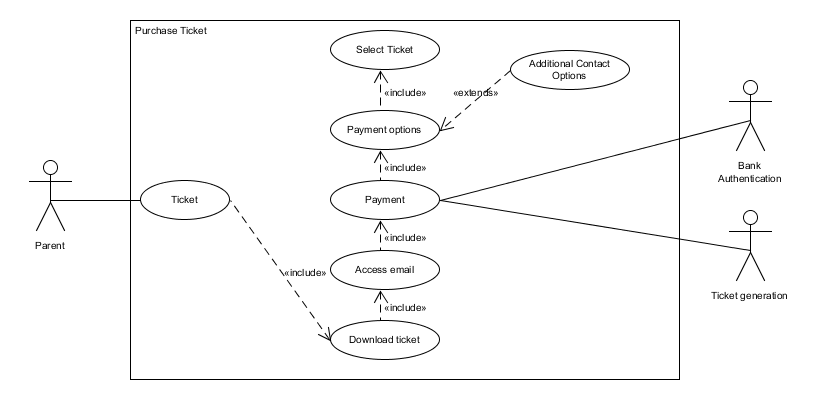 Purchase Ticket
Select Ticket
Additional Contact
Options
«include»
«extends»
Payment options
Bank
Authentication
«include»
Ticket
Payment
Parent
«include»
Access email
«include»
Ticket generation
«include»
Download ticket